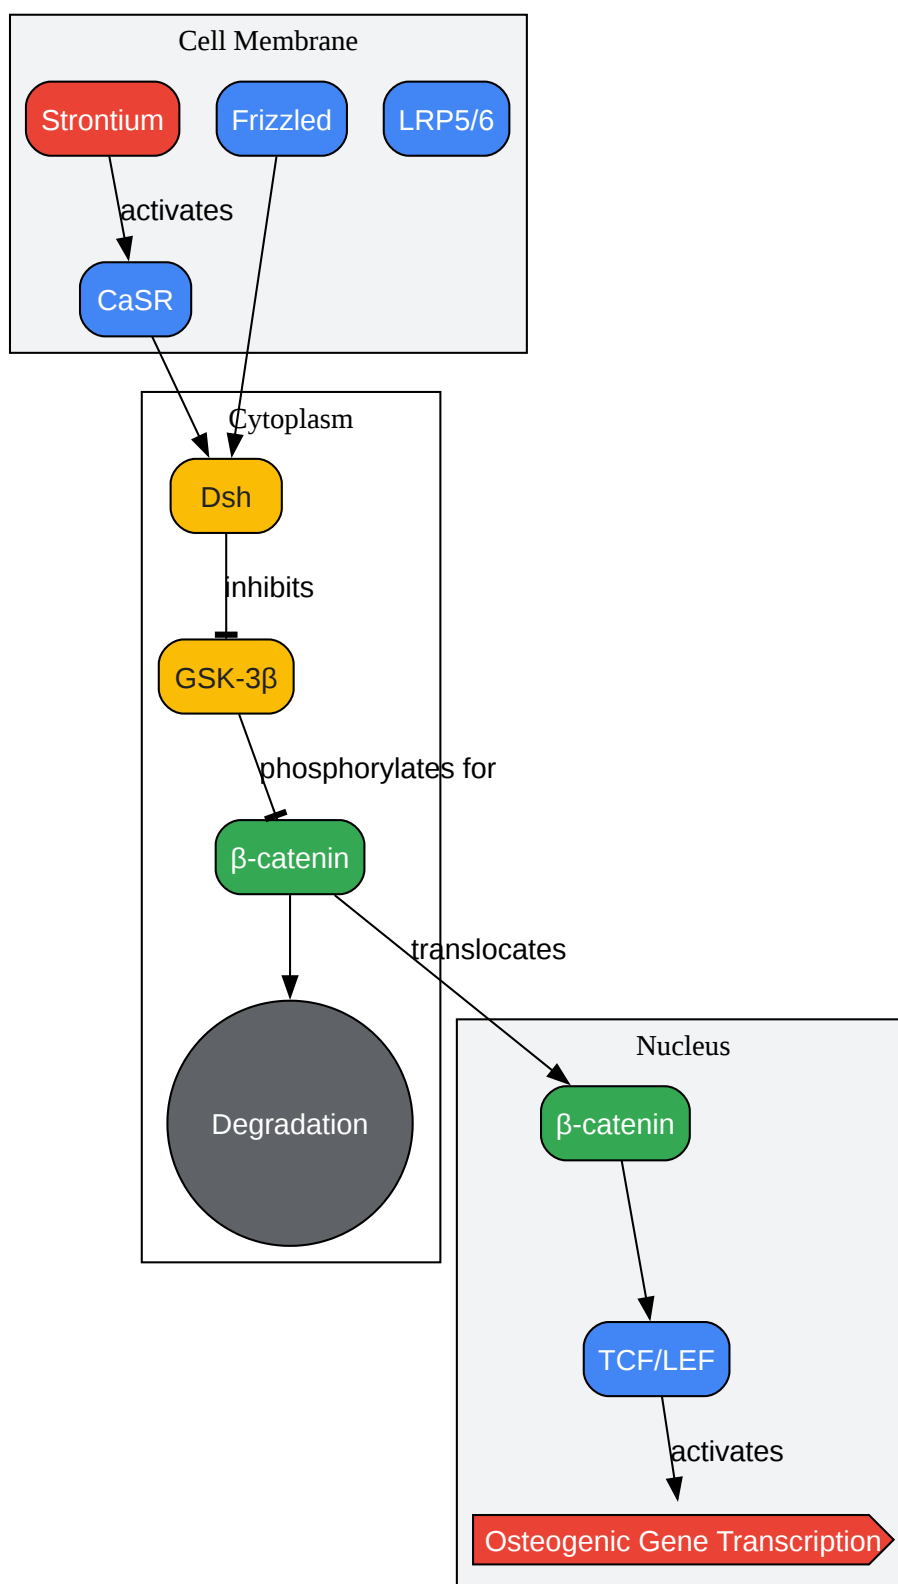 Cell Membrane
Strontium
Frizzled
LRP5/6
activates
CaSR
Cytoplasm
Dsh
inhibits
GSK-3β
phosphorylates for
β-catenin
translocates
Nucleus
Degradation
β-catenin
TCF/LEF
activates
Osteogenic Gene Transcription